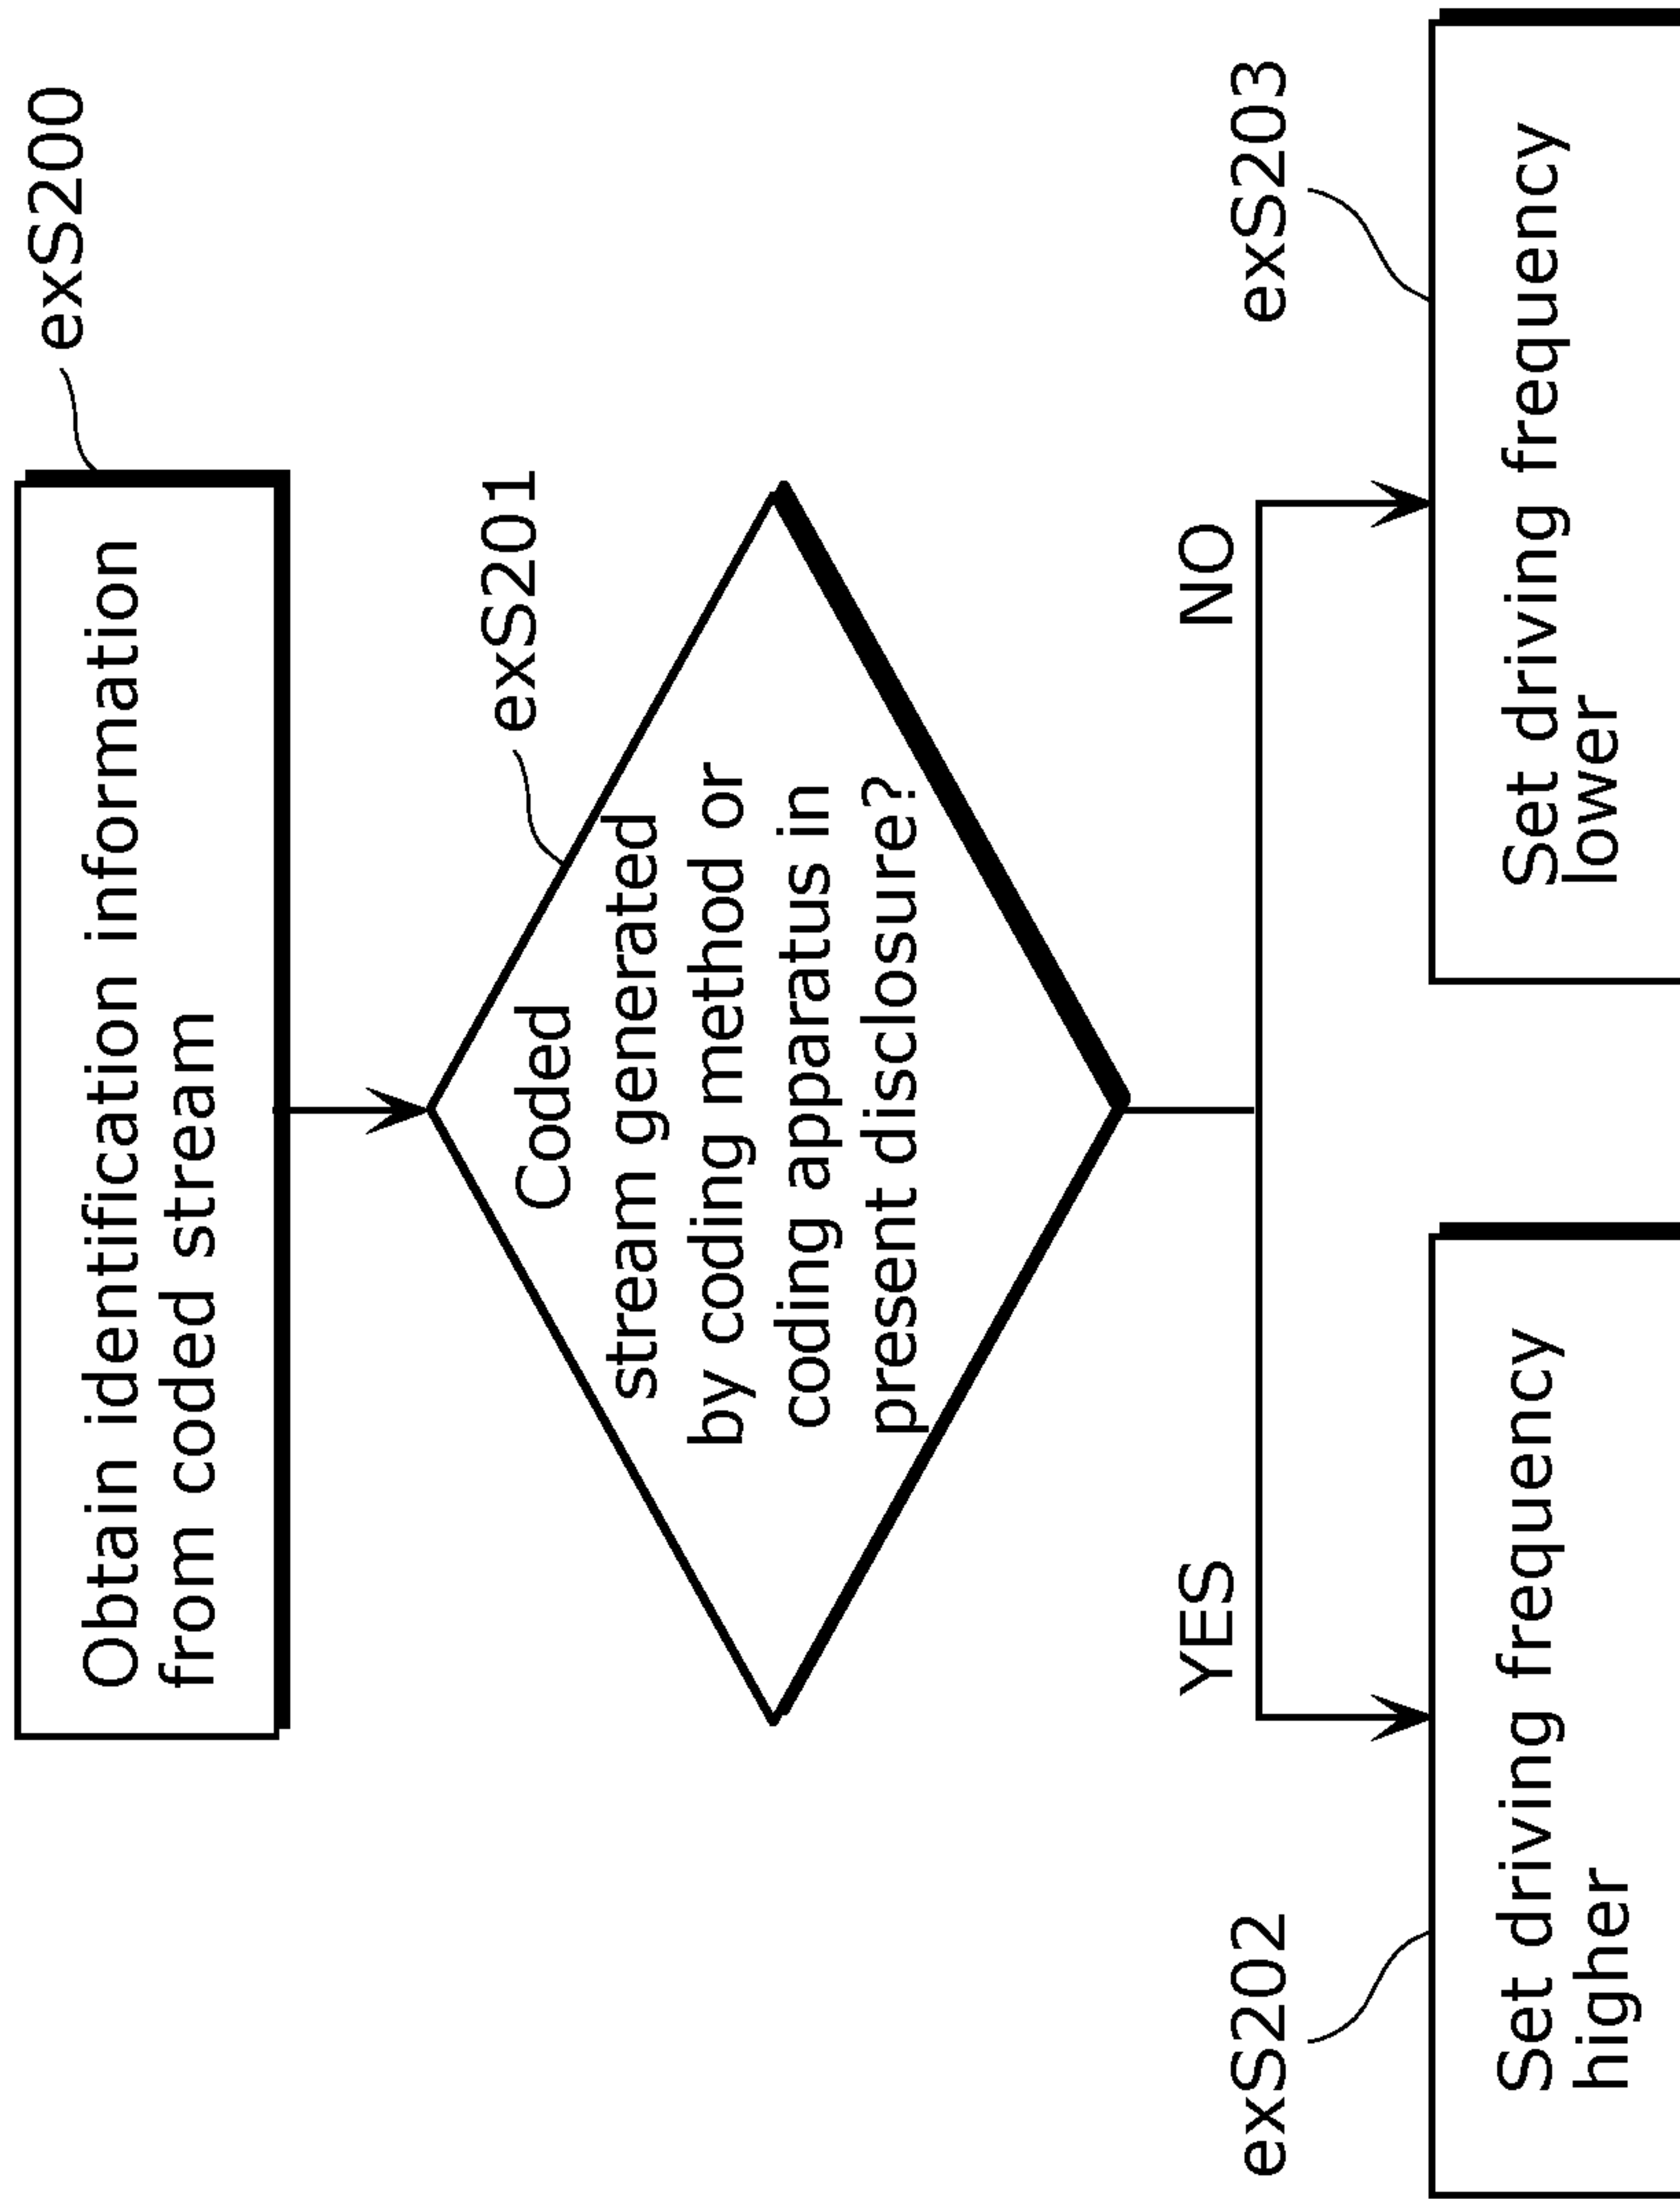 exS200
Obtain identification information
from coded stream
exS201
Coded
stream generated
by coding method or
coding apparatus in
present disclosure?
YES
NO
exS202
exS203
Set driving frequency
higher
Set driving frequency
lower